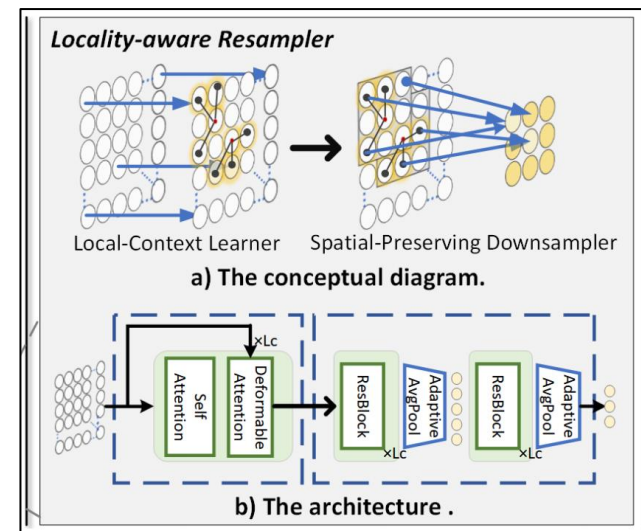 Locality-aware Resampler
Local-Context Learner
Spatial-Preserving Downsampler
a) The conceptual diagram.
×Lc
Self
Attention
Deformable
Attention
ResBlock
×Lc
Adaptive
AvgPool
ResBlock
×Lc
Adaptive
AvgPool
b) The architecture .